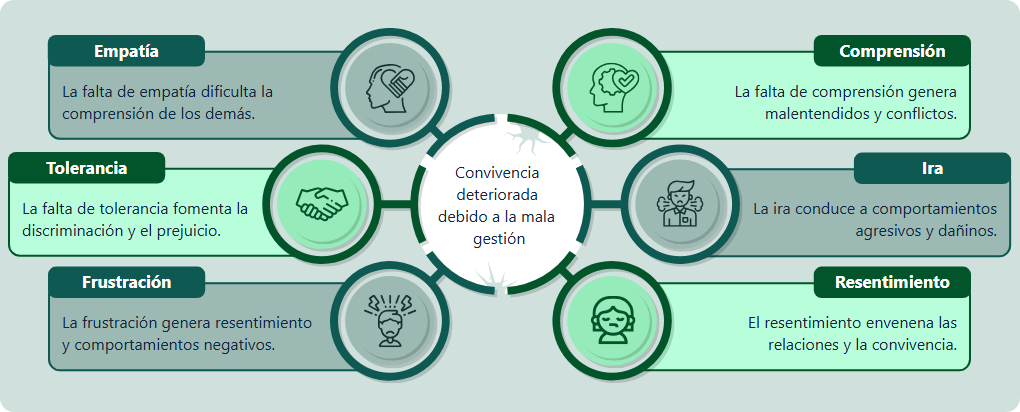 Empatía
La falta de empatía dificulta la
comprensión de los demás.
Comprensión
La falta de comprensión genera
malentendidos y conflictos.
Tolerancia
La falta de tolerancia fomenta la
discriminación y el prejuicio.
Convivencia
deteriorada
debido a la mala
gestión
Ira
La ira conduce a comportamientos
agresivos y dañinos.
Frustración
La frustración genera resentimiento
y comportamientos negativos.
Resentimiento
El resentimiento envenena las
relaciones y la convivencia.